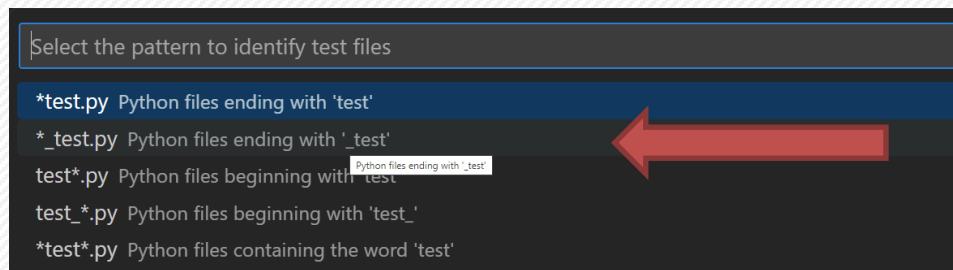 Select the pattern to identify test files
*test.py Python files ending with 'test'
*_test.py Python files ending with '_test'
Python files ending with '_test'
test*.py Python files beginning with 'test'
test_*.py Python files beginning with 'test_'
*test*.py Python files containing the word 'test'